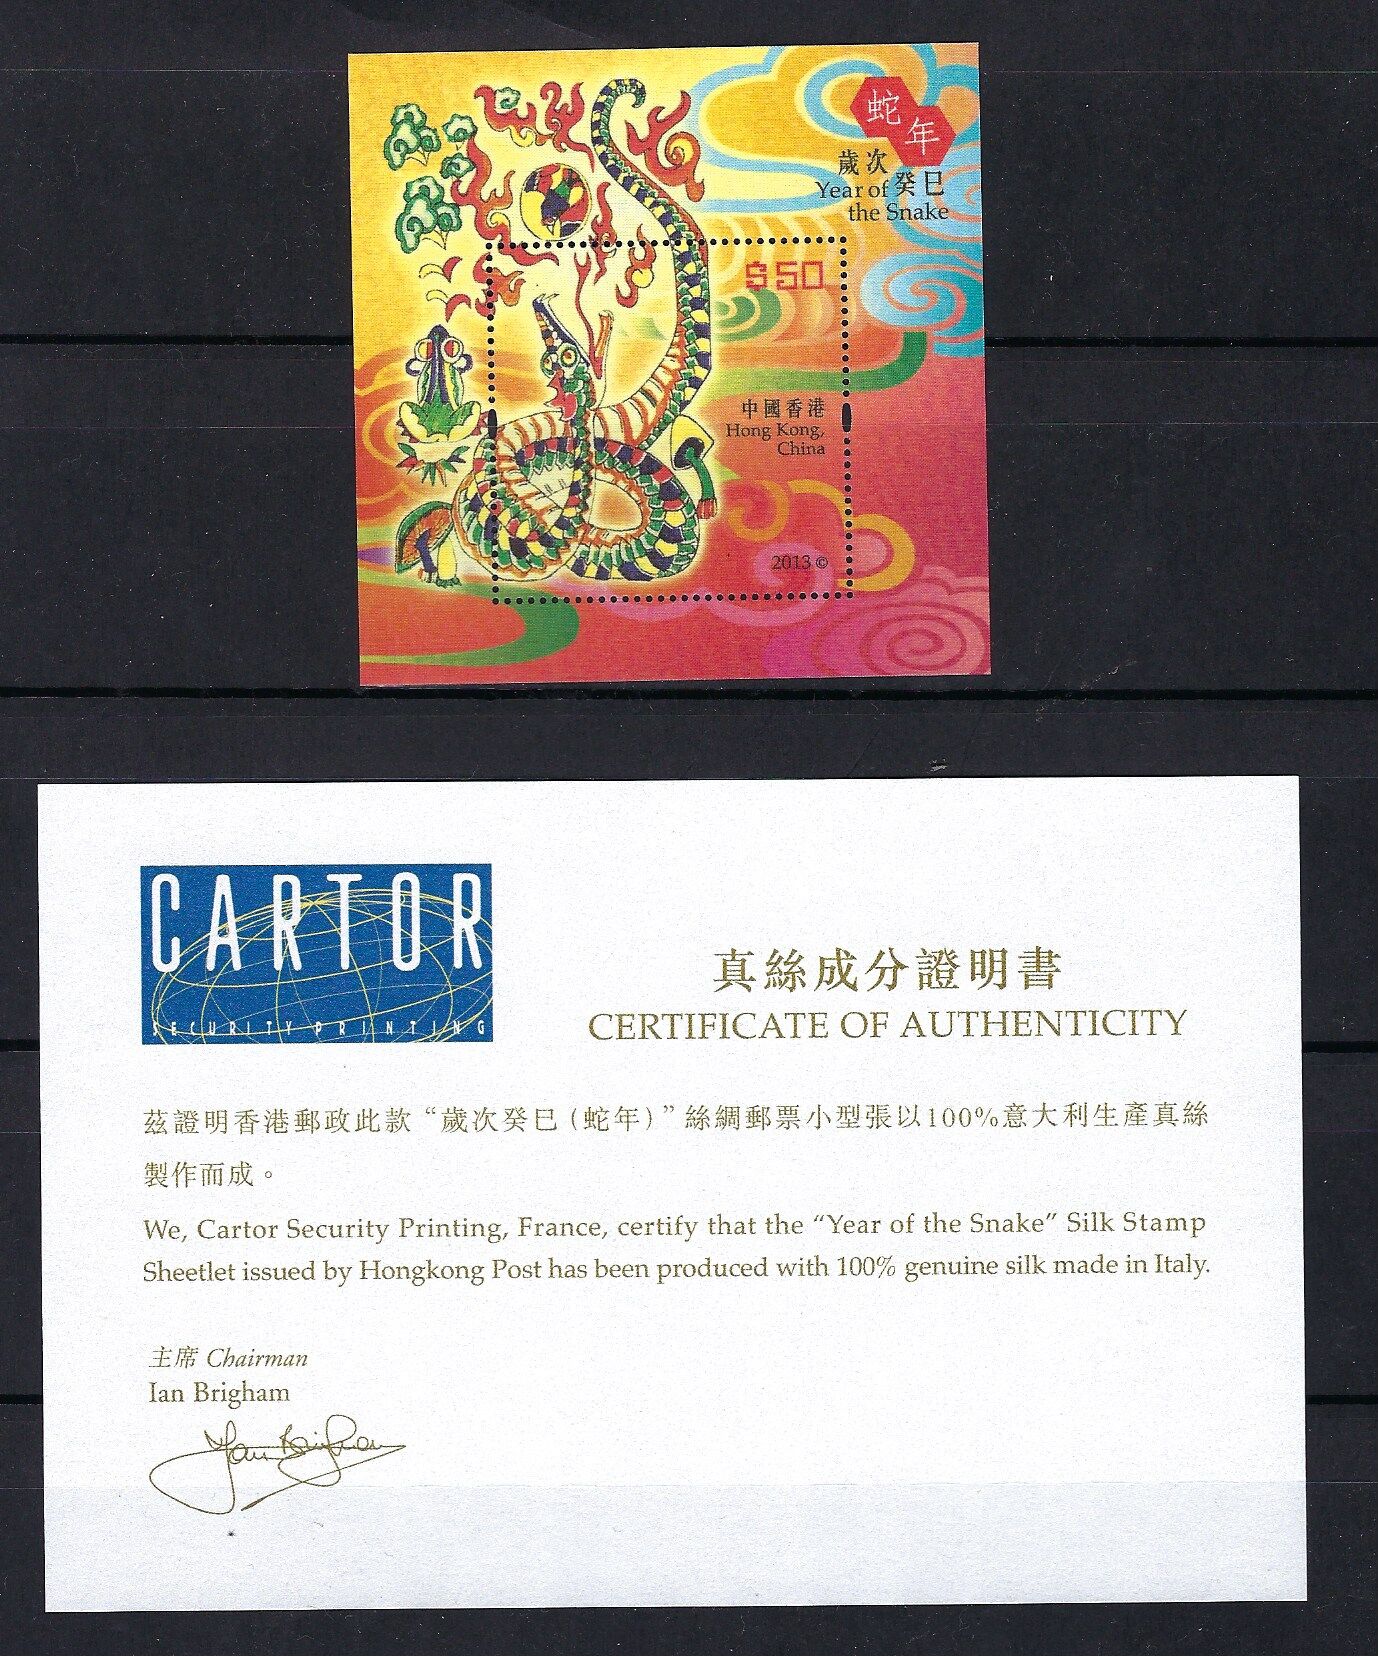 蛇年
歲次
Year of 癸巳
the Snake
$50
中國香港
Hong Kong,
China
2013 ©
CARTOR
SECURITY PRINTING
真絲成分證明書
CERTIFICATE OF AUTHENTICITY
茲證明香港郵政此款“歲次癸巳（蛇年）”絲綢郵票小型張以100%意大利生產真絲
製作而成。
We, Cartor Security Printing, France, certify that the “Year of the Snake” Silk Stamp
Sheetlet issued by Hongkong Post has been produced with 100% genuine silk made in Italy.
主席 Chairman
Ian Brigham
Ian Brigham